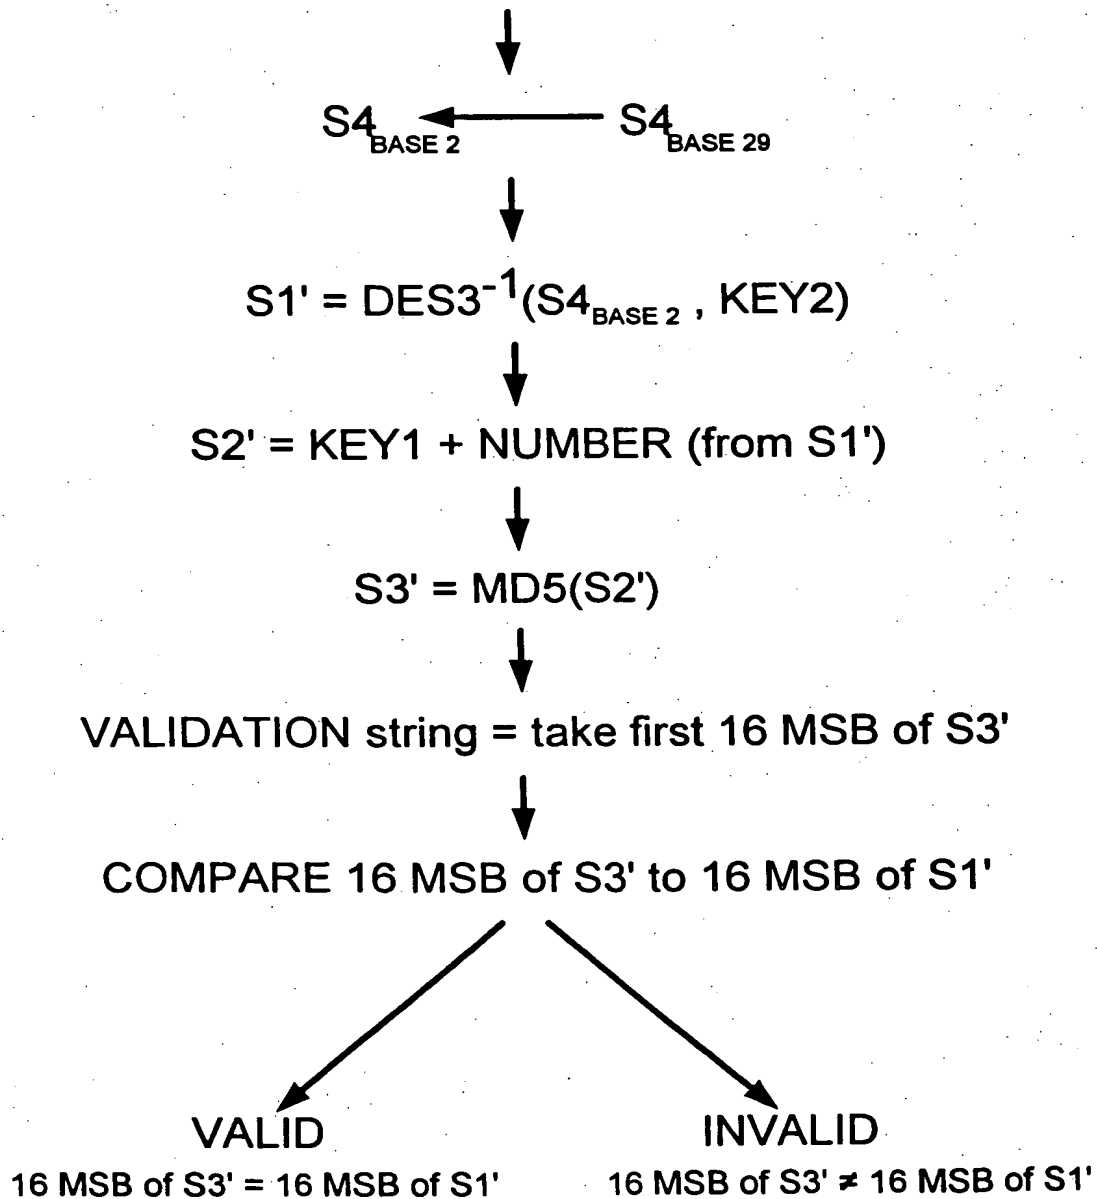 S4BASE 2 S4BASE 29
S1' = DES3-1(S4BASE 2 , KEY2)
S2' = KEY1 + NUMBER (from S1')
S3' = MD5(S2')
VALIDATION string = take first 16 MSB of S3'
COMPARE 16 MSB of S3' to 16 MSB of S1'
VALID INVALID
16 MSB of S3' = 16 MSB of S1' 16 MSB of S3' ≠ 16 MSB of S1'